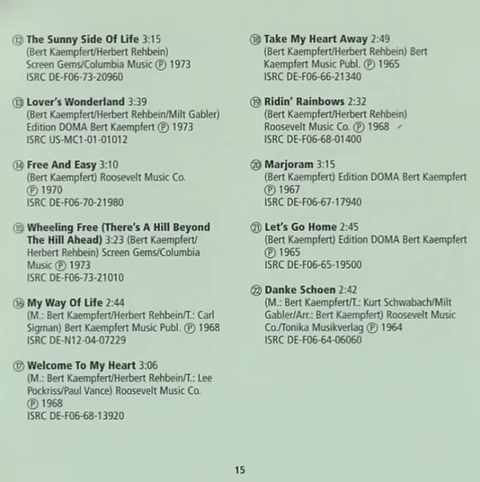 ⑫ The Sunny Side Of Life 3:15
(Bert Kaempfert/Herbert Rehbein)
Screen Gems/Columbia Music ℗ 1973
ISRC DE-F06-73-20960
⑬ Lover's Wonderland 3:39
(Bert Kaempfert/Herbert Rehbein/Milt Gabler)
Edition DOMA Bert Kaempfert ℗ 1973
ISRC US-MC1-01-01012
⑭ Free And Easy 3:10
(Bert Kaempfert) Roosevelt Music Co.
℗ 1970
ISRC DE-F06-70-21980
⑮ Wheeling Free (There's A Hill Beyond
The Hill Ahead) 3:23 (Bert Kaempfert/
Herbert Rehbein) Screen Gems/Columbia
Music ℗ 1973
ISRC DE-F06-73-21010
⑯ My Way Of Life 2:44
(M.: Bert Kaempfert/Herbert Rehbein/T.: Carl
Sigman) Bert Kaempfert Music Publ. ℗ 1968
ISRC DE-N12-04-07229
⑰ Welcome To My Heart 3:06
(M.: Bert Kaempfert/Herbert Rehbein/T.: Lee
Pockriss/Paul Vance) Roosevelt Music Co.
℗ 1968
ISRC DE-F06-68-13920
⑱ Take My Heart Away 2:49
(Bert Kaempfert/Herbert Rehbein) Bert
Kaempfert Music Publ. ℗ 1965
ISRC DE-F06-66-21340
⑲ Ridin' Rainbows 2:32
(Bert Kaempfert/Herbert Rehbein)
Roosevelt Music Co. ℗ 1968
ISRC DE-F06-68-01400
⑳ Marjoram 3:15
(Bert Kaempfert) Edition DOMA Bert Kaempfert
℗ 1967
ISRC DE-F06-67-17940
㉑ Let's Go Home 2:45
(Bert Kaempfert) Edition DOMA Bert Kaempfert
℗ 1965
ISRC DE-F06-65-19500
㉒ Danke Schoen 2:42
(M.: Bert Kaempfert/T.: Kurt Schwabach/Milt
Gabler/Arr.: Bert Kaempfert) Roosevelt Music
Co./Tonika Musikverlag ℗ 1964
ISRC DE-F06-64-06060
15